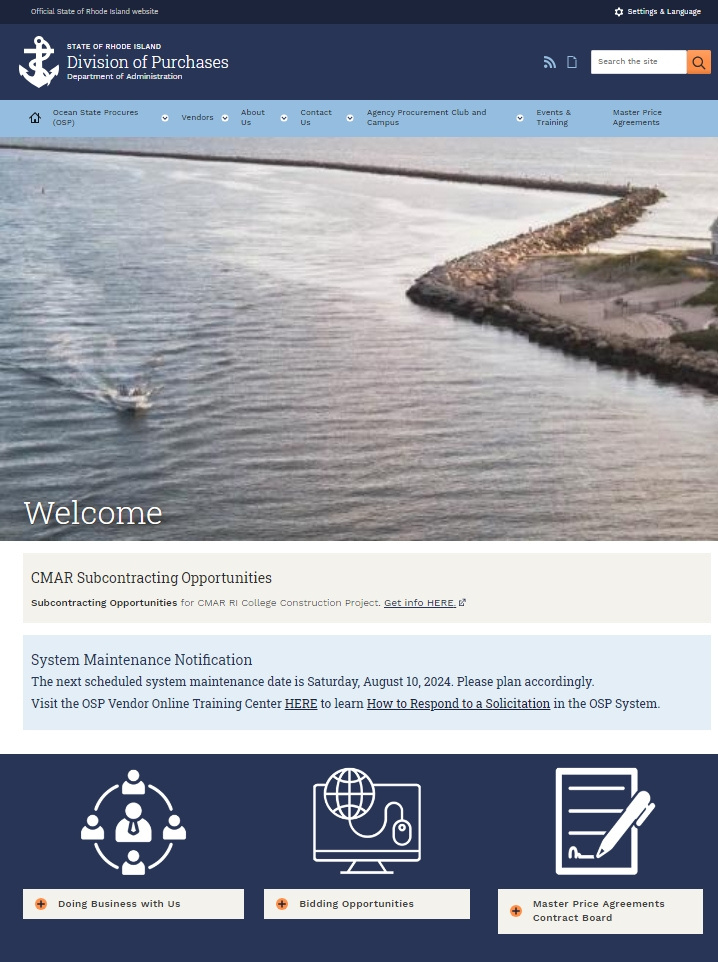 Official State of Rhode Island website
Settings & Language
STATE OF RHODE ISLAND
Division of Purchases
Department of Administration
Search the site
Ocean State Procures
(OSP)
Vendors
About
Us
Contact
Us
Agency Procurement Club and
Campus
Events &
Training
Master Price
Agreements
Welcome
CMAR Subcontracting Opportunities
Subcontracting Opportunities for CMAR RI College Construction Project. Get info HERE.
System Maintenance Notification
The next scheduled system maintenance date is Saturday, August 10, 2024. Please plan accordingly.
Visit the OSP Vendor Online Training Center HERE to learn How to Respond to a Solicitation in the OSP System.
Doing Business with Us
Bidding Opportunities
Master Price Agreements
Contract Board